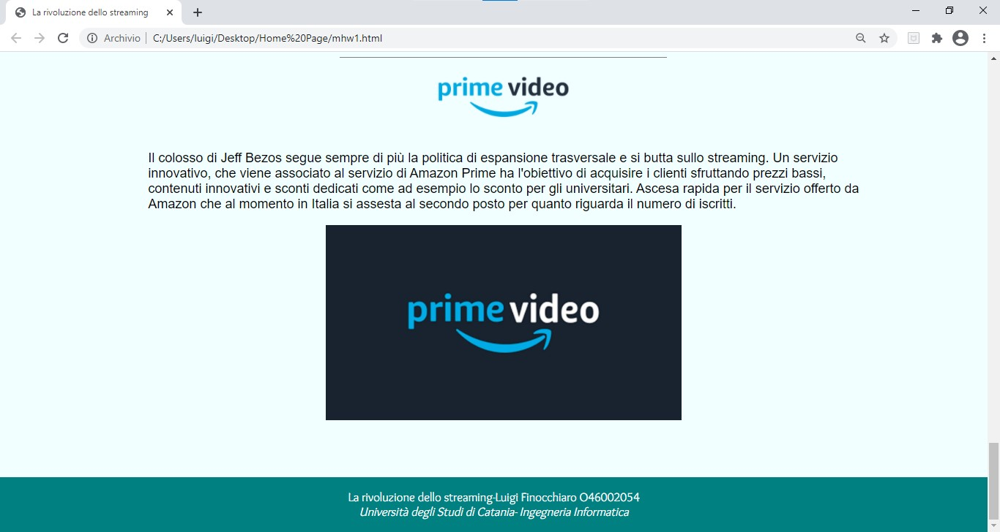 La rivoluzione dello streaming
Archivio | C:/Users/luigi/Desktop/Home%20Page/mhw1.html
prime video
Il colosso di Jeff Bezos segue sempre di più la politica di espansione trasversale e si butta sullo streaming. Un servizio
innovativo, che viene associato al servizio di Amazon Prime ha l'obiettivo di acquisire i clienti sfruttando prezzi bassi,
contenuti innovativi e sconti dedicati come ad esempio lo sconto per gli universitari. Ascesa rapida per il servizio offerto da
Amazon che al momento in Italia si assesta al secondo posto per quanto riguarda il numero di iscritti.
prime video
La rivoluzione dello streaming-Luigi Finocchiaro O46002054
Università degli Studi di Catania- Ingegneria Informatica